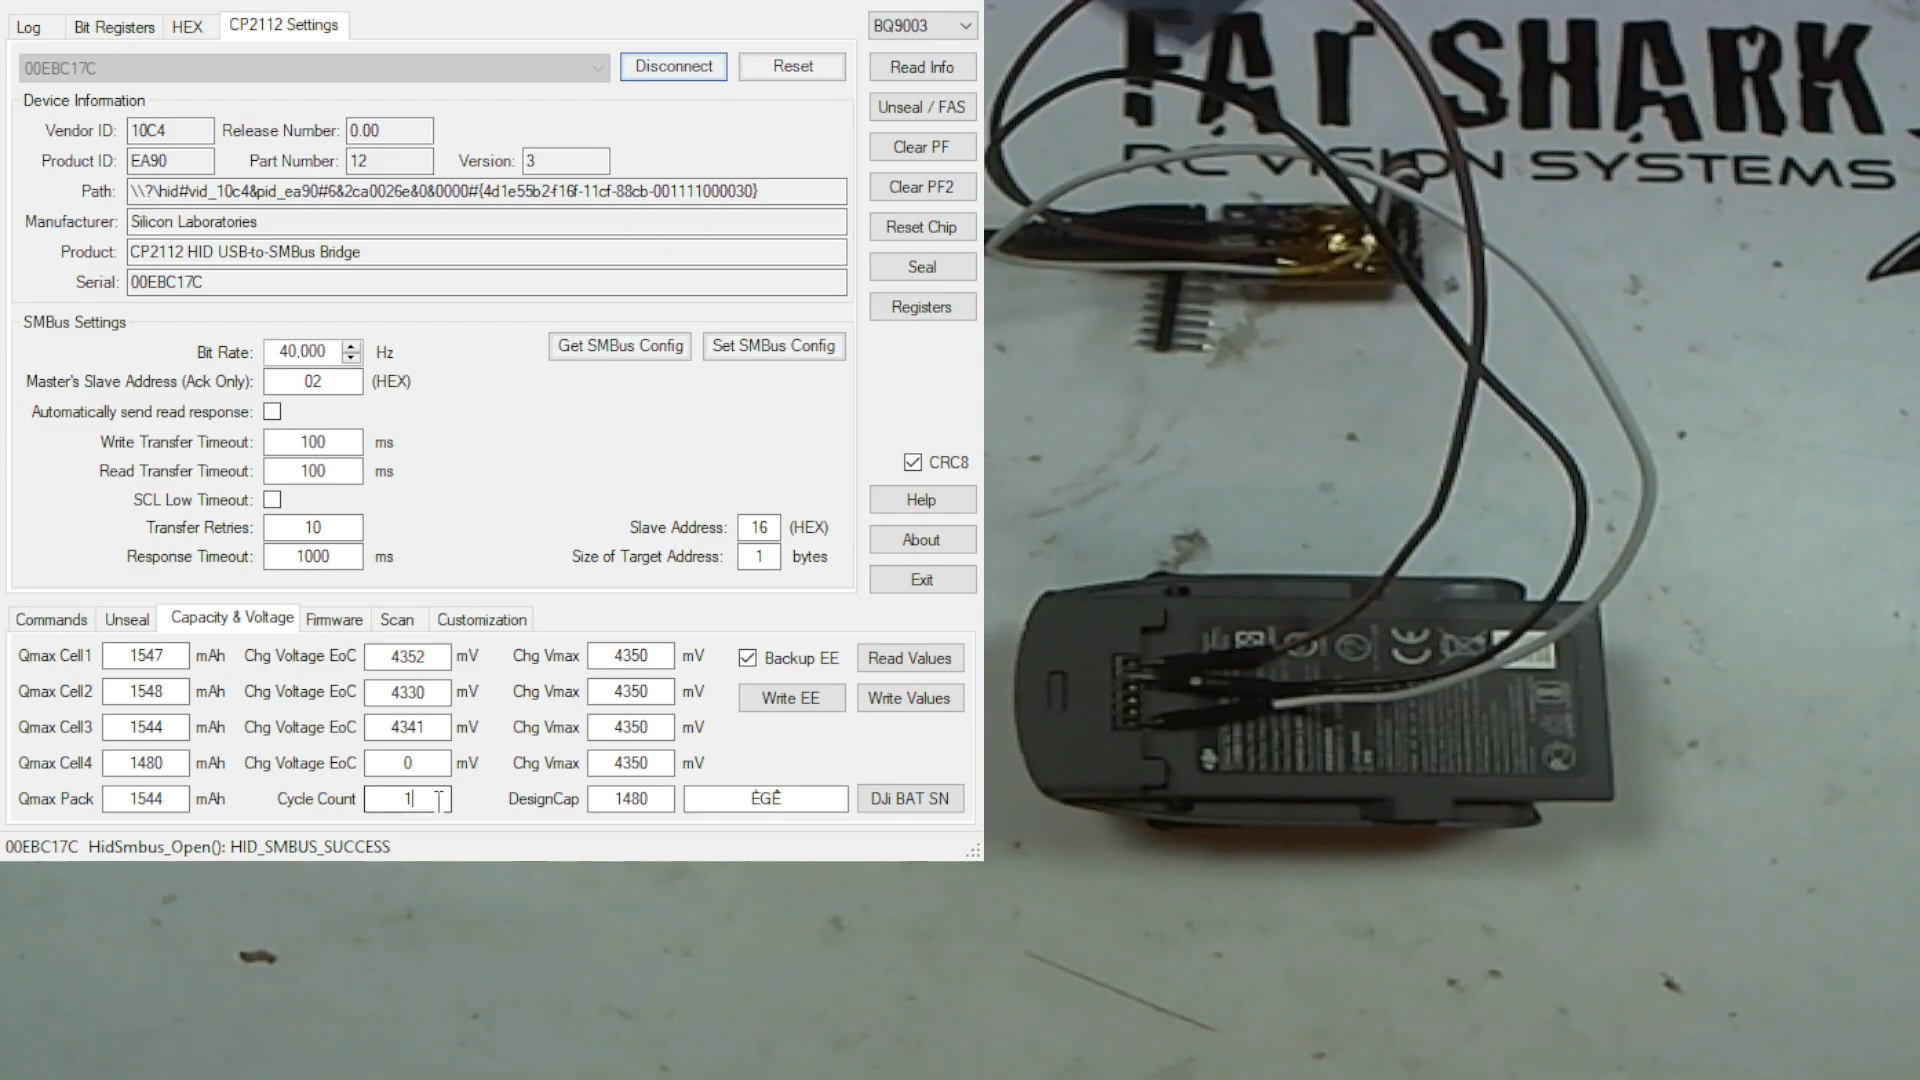 Log Bit Registers HEX CP2112 Settings BQ9003
00EBC17C Disconnect Reset Read Info
Device Information
Unseal / FAS
Vendor ID: 10C4 Release Number: 0.00
Clear PF
Product ID: EA90 Part Number: 12 Version: 3
Path: \\?\hid#vid_10c4&pid_ea90#6&2ca0026e&0&0000#{4d1e55b2-f16f-11cf-88cb-001111000030}
Clear PF2
Manufacturer: Silicon Laboratories
Reset Chip
Product: CP2112 HID USB-to-SMBus Bridge
Seal
Serial: 00EBC17C
Registers
SMBus Settings
Bit Rate: 40,000 Hz Get SMBus Config Set SMBus Config
Master's Slave Address (Ack Only): 02 (HEX)
Automatically send read response:
Write Transfer Timeout: 100 ms
Read Transfer Timeout: 100 ms
CRC8
SCL Low Timeout:
Help
Transfer Retries: 10 Slave Address: 16 (HEX)
About
Response Timeout: 1000 ms Size of Target Address: 1 bytes
Exit
Commands Unseal Capacity & Voltage Firmware Scan Customization
Qmax Cell1 1547 mAh Chg Voltage EoC 4352 mV Chg Vmax 4350 mV Backup EE Read Values
Qmax Cell2 1548 mAh Chg Voltage EoC 4330 mV Chg Vmax 4350 mV Write EE Write Values
Qmax Cell3 1544 mAh Chg Voltage EoC 4341 mV Chg Vmax 4350 mV
Qmax Cell4 1480 mAh Chg Voltage EoC 0 mV Chg Vmax 4350 mV
Qmax Pack 1544 mAh Cycle Count 1 DesignCap 1480 ÈGÊ DJi BAT SN
00EBC17C HidSmbus_Open(): HID_SMBUS_SUCCESS
FAT SHARK
RC VISION SYSTEMS
CE